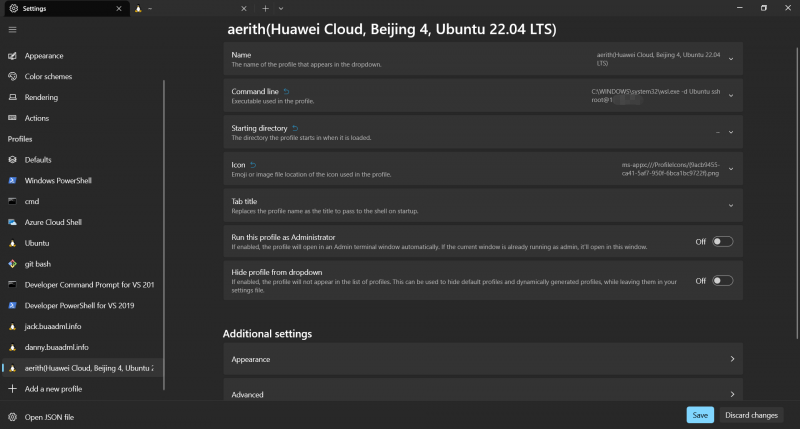 Settings
~
aerith(Huawei Cloud, Beijing 4, Ubuntu 22.04 LTS)
Appearance
Color schemes
Rendering
Actions
Profiles
Defaults
Windows PowerShell
cmd
Azure Cloud Shell
Ubuntu
git bash
Developer Command Prompt for VS 201
Developer PowerShell for VS 2019
jack.buaadml.info
danny.buaadml.info
aerith(Huawei Cloud, Beijing 4, Ubuntu 2
Add a new profile
Open JSON file
Name
The name of the profile that appears in the dropdown.
aerith(Huawei Cloud, Beijing 4, Ubuntu 22.04
LTS)
Command line
Executable used in the profile.
C:\WINDOWS\system32\wsl.exe -d Ubuntu ssh
root@1
Starting directory
The directory the profile starts in when it is loaded.
~
Icon
Emoji or image file location of the icon used in the profile.
ms-appx:///ProfileIcons/{9acb9455-
ca41-5af7-950f-6bca1bc9722f}.png
Tab title
Replaces the profile name as the title to pass to the shell on startup.
Run this profile as Administrator
If enabled, the profile will open in an Admin terminal window automatically. If the current window is already running as admin, it'll open in this window.
Off
Hide profile from dropdown
If enabled, the profile will not appear in the list of profiles. This can be used to hide default profiles and dynamically generated profiles, while leaving them in your
settings file.
Off
Additional settings
Appearance
Advanced
Save
Discard changes